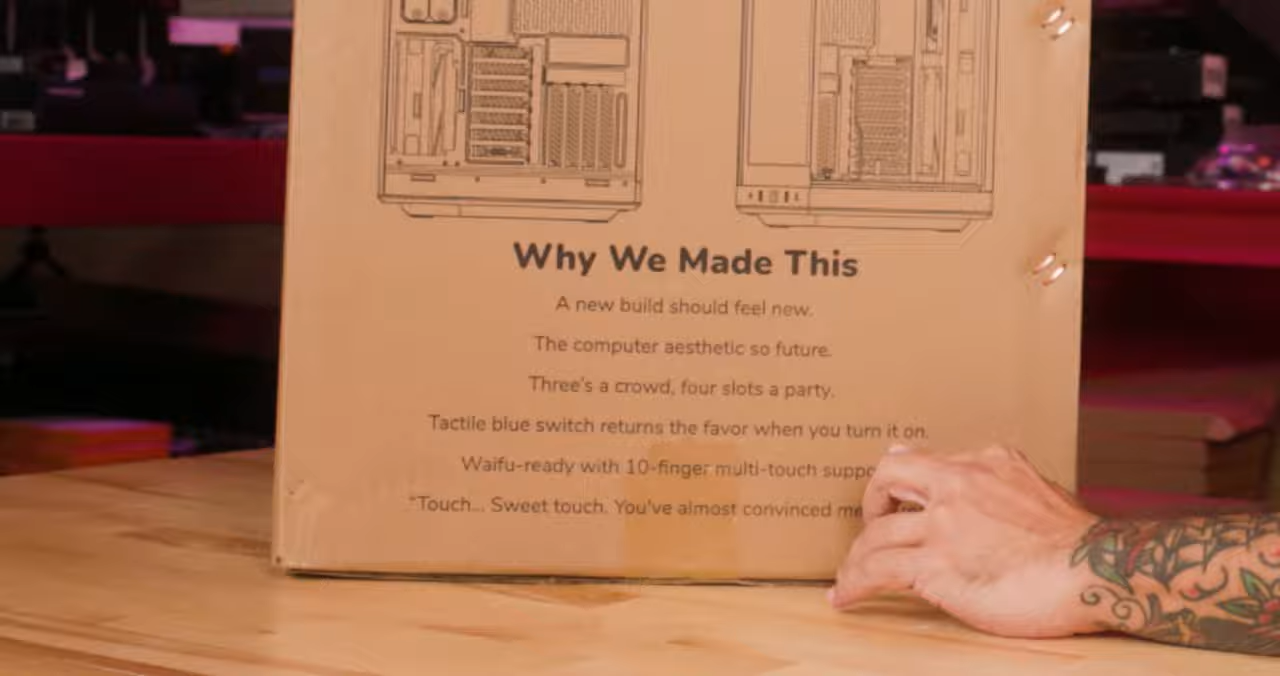 Why We Made This
A new build should feel new.
The computer aesthetic so future.
Three's a crowd, four slots a party.
Tactile blue switch returns the favor when you turn it on.
Waifu-ready with 10-finger multi-touch
"Touch... Sweet touch. You've almost convinced